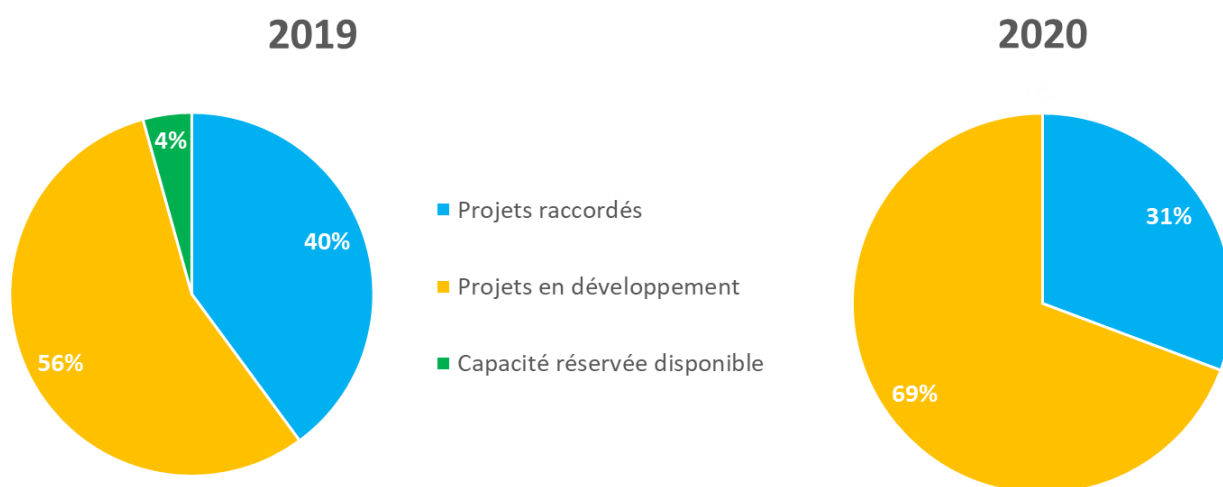 2019
2020
4%
40%
56%
Projets raccordés
Projets en développement
Capacité réservée disponible
31%
69%